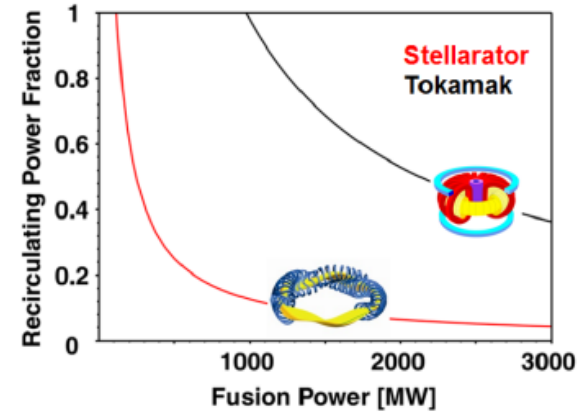 1
Stellarator
Tokamak
0.8
0.6
0.4
0.2
0
Recirculating Power Fraction
1000
2000
3000
Fusion Power [MW]